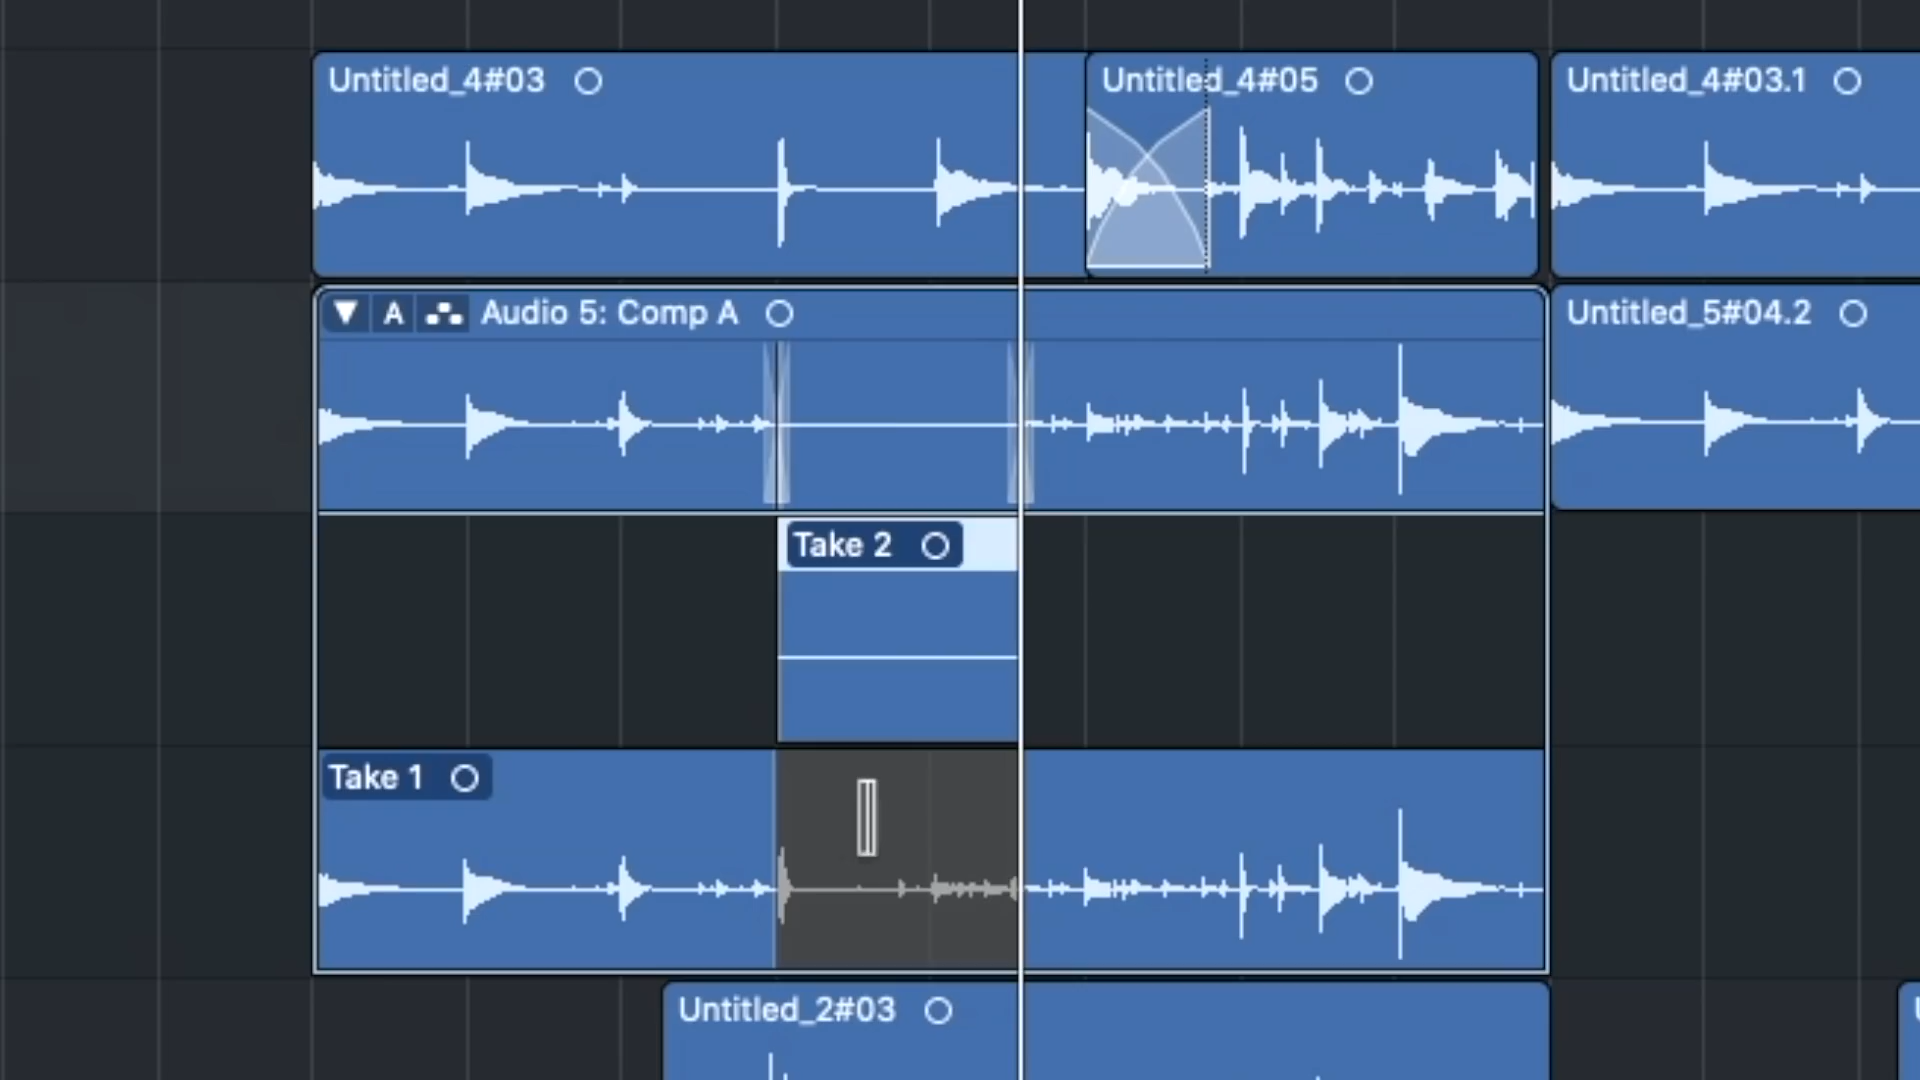 Untitled_4#03
Untitled_4#05
Untitled_4#03.1
A
Audio 5: Comp A
Untitled_5#04.2
Take 2
Take 1
Untitled_2#03